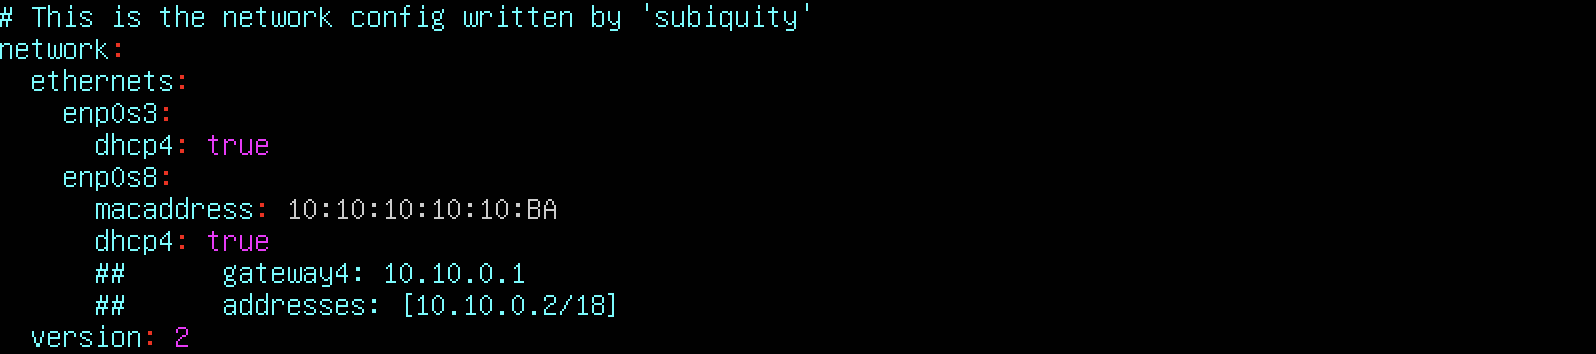 # This is the network config written by 'subiquity'
network:
  ethernets:
    enp0s3:
      dhcp4: true
    enp0s8:
      macaddress: 10:10:10:10:10:BA
      dhcp4: true
      ##      gateway4: 10.10.0.1
      ##      addresses: [10.10.0.2/18]
  version: 2